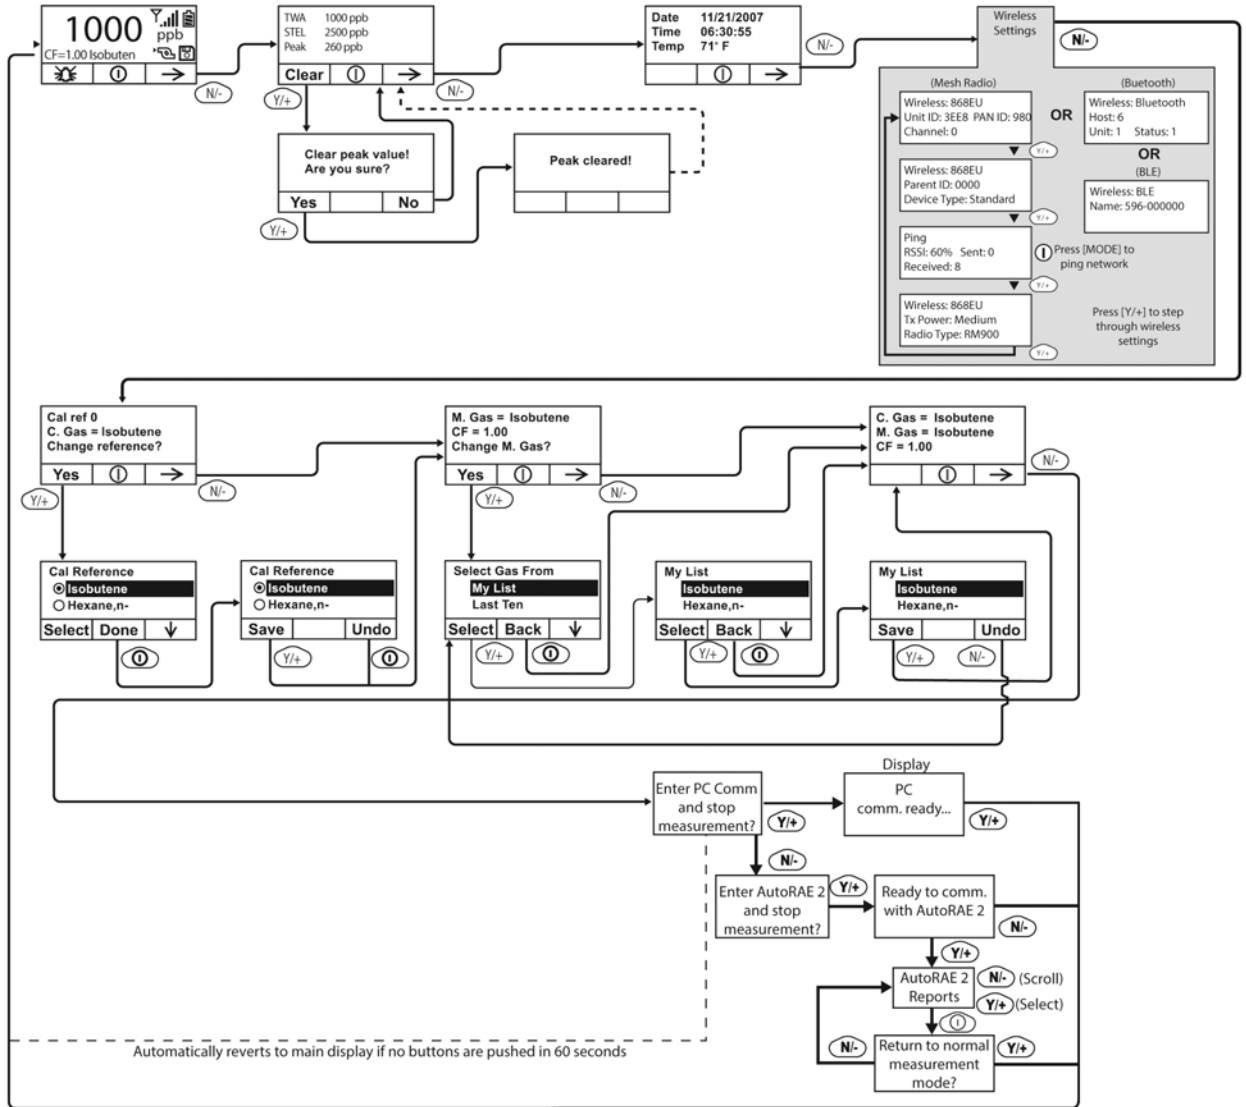 1000
ppb
CF=1.00 Isobuten
N/-
TWA 1000 ppb
STEL 2500 ppb
Peak 260 ppb
Clear
Y/+
N/-
Date 11/21/2007
Time 06:30:55
Temp 71° F
N/-
Wireless
Settings
N/-
Clear peak value!
Are you sure?
Yes No
Y/+
Peak cleared!
(Mesh Radio)
Wireless: 868EU
Unit ID: 3EE8 PAN ID: 980
Channel: 0
Y/+
OR
(Buetooth)
Wireless: Bluetooth
Host: 6
Unit: 1 Status: 1
OR
(BLE)
Wireless: BLE
Name: 596-000000
Wireless: 868EU
Parent ID: 0000
Device Type: Standard
Y/+
Ping
RSSI: 60% Sent: 0
Received: 8
Y/+
Press [MODE] to
ping network
Wireless: 868EU
Tx Power: Medium
Radio Type: RM900
Y/+
Press [Y/+] to step
through wireless
settings
Cal ref 0
C. Gas = Isobutene
Change reference?
Yes
Y/+
N/-
M. Gas = Isobutene
CF = 1.00
Change M. Gas?
Yes
Y/+
N/-
C. Gas = Isobutene
M. Gas = Isobutene
CF = 1.00
N/-
Cal Reference
Isobutene
Hexane,n-
Select Done
Cal Reference
Isobutene
Hexane,n-
Save Undo
Y/+
Select Gas From
My List
Last Ten
Select Back
Y/+
My List
Isobutene
Hexane,n-
Select Back
Y/+
My List
Isobutene
Hexane,n-
Save Undo
Y/+ N/-
Enter PC Comm
and stop
measurement?
Y/+
N/-
Display
PC
comm. ready...
Y/+
Enter AutoRAE 2
and stop
measurement?
Y/+
Ready to comm.
with AutoRAE 2
N/-
Y/+
AutoRAE 2
Reports
N/- (Scroll)
Y/+ (Select)
Return to normal
measurement
mode?
N/-
Y/+
Automatically reverts to main display if no buttons are pushed in 60 seconds